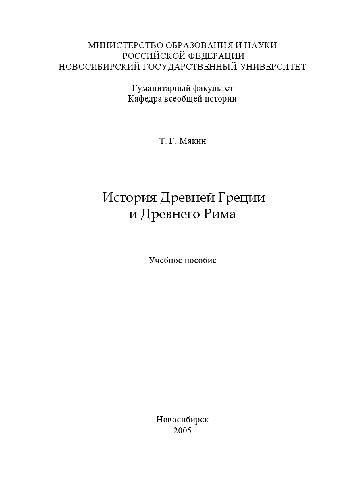 МИНИСТЕРСТВО ОБРАЗОВАНИЯ И НАУКИ
РОССИЙСКОЙ ФЕДЕРАЦИИ
НОВОСИБИРСКИЙ ГОСУДАРСТВЕННЫЙ УНИВЕРСИТЕТ
Гуманитарный факультет
Кафедра всеобщей истории
Т. Г. Мякин
История Древней Греции
и Древнего Рима
Учебное пособие
Новосибирск
2005